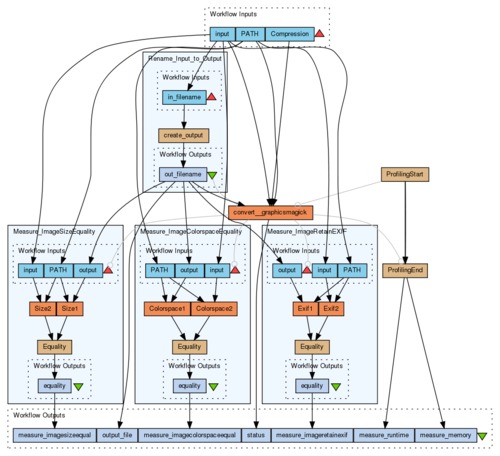 Workflow Inputs
input PATH Compression
Rename_Input_to_Output
Workflow Inputs
in_filename
create_output
Workflow Outputs
out_filename
ProfilingStart
convert__graphicsmagick
Measure_ImageSizeEquality Measure_ImageColorspaceEquality Measure_ImageRetainEXIF
Workflow Inputs Workflow Inputs Workflow Inputs
input PATH output PATH output input output input PATH ProfilingEnd
Size2 Size1 Colorspace1 Colorspace2 Exif1 Exif2
Equality Equality Equality
Workflow Outputs Workflow Outputs Workflow Outputs
equality equality equality
Workflow Outputs
measure_imagesizeequal output_file measure_imagecolorspaceequal status measure_imageretainexif measure_runtime measure_memory